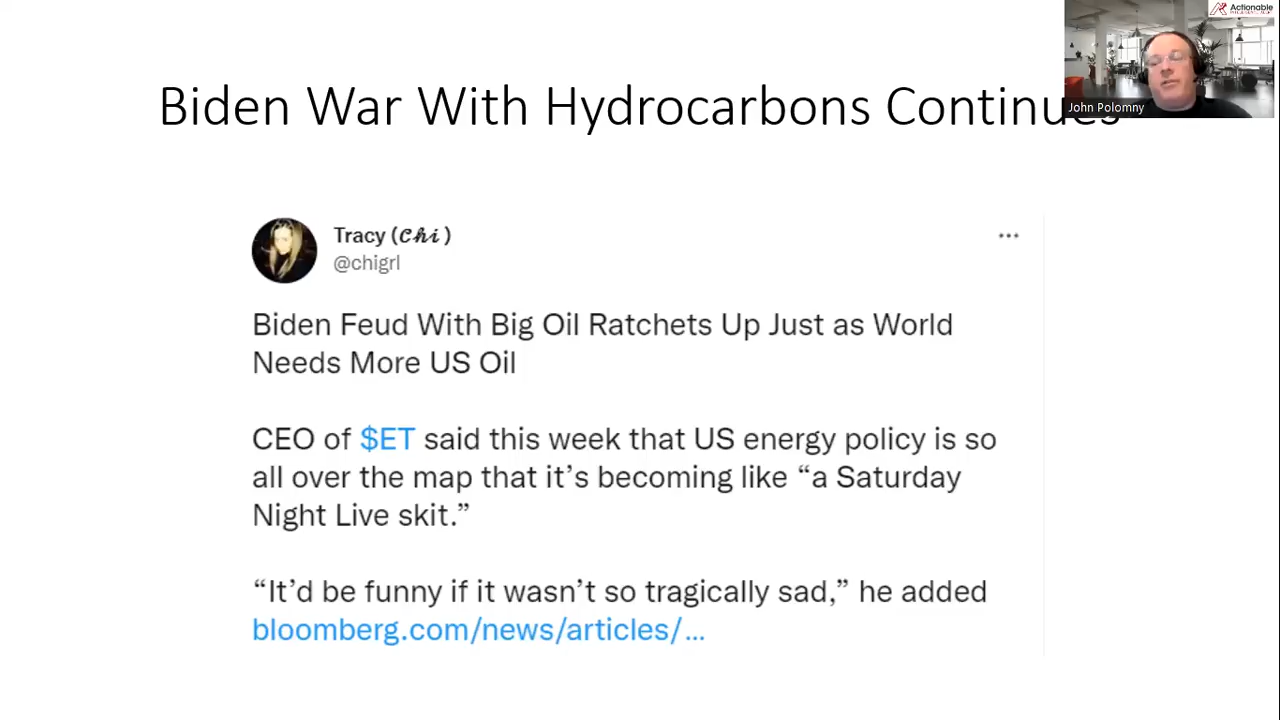 Actionable
Biden War With Hydrocarbons Continues
John Polomny
Tracy (𝓒𝓱𝓲)
@chigrl
Biden Feud With Big Oil Ratchets Up Just as World
Needs More US Oil
CEO of $ET said this week that US energy policy is so
all over the map that it’s becoming like “a Saturday
Night Live skit.”
“It’d be funny if it wasn’t so tragically sad,” he added
bloomberg.com/news/articles/…